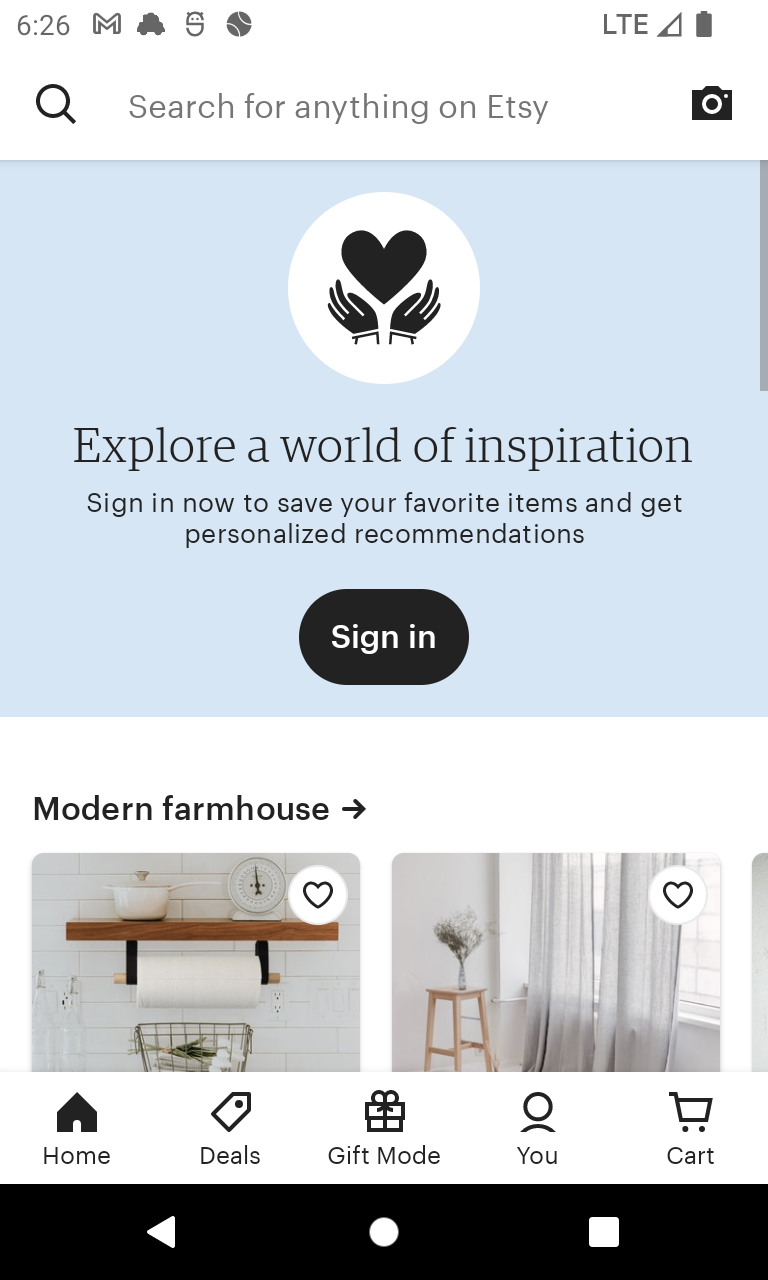 6:26
LTE
Search for anything on Etsy
Explore a world of inspiration
Sign in now to save your favorite items and get
personalized recommendations
Sign in
Modern farmhouse →
Home
Deals
Gift Mode
You
Cart